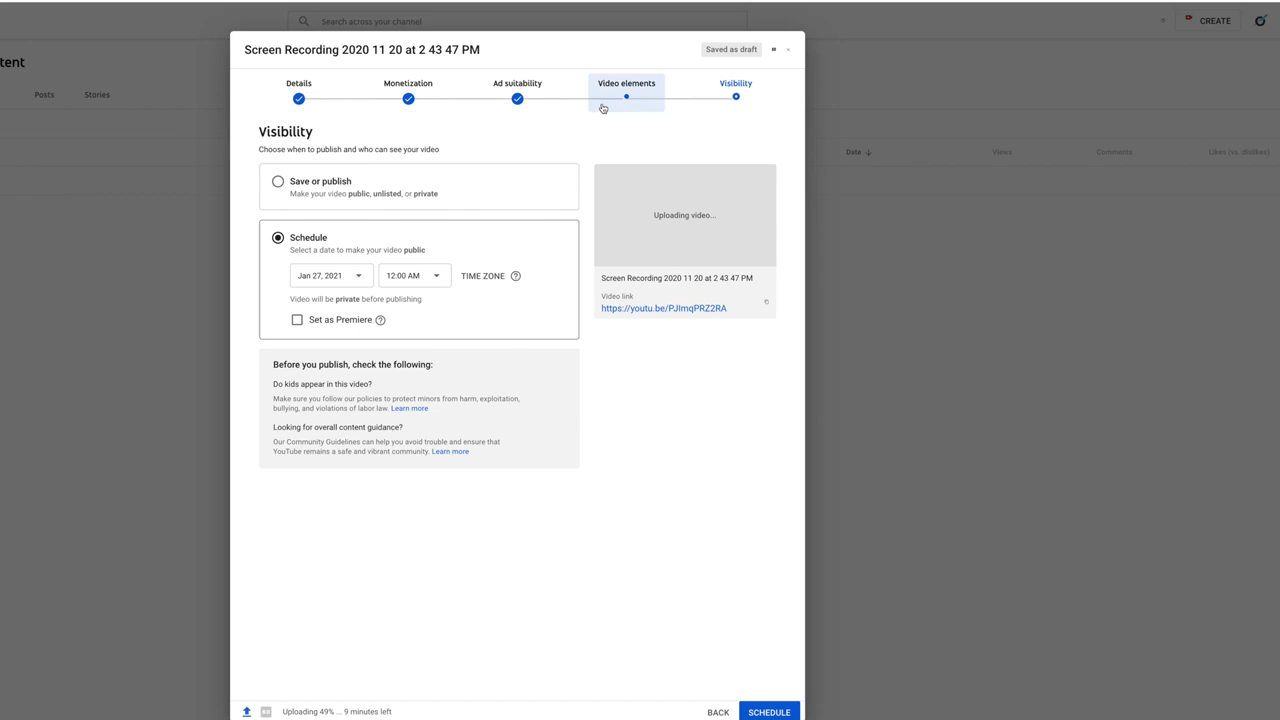 Search across your channel
CREATE
tent
Posts
Stories
Date
Views
Comments
Likes (vs. dislikes)
Screen Recording 2020 11 20 at 2 43 47 PM
Saved as draft
Details
Monetization
Ad suitability
Video elements
Visibility
Visibility
Choose when to publish and who can see your video
Save or publish
Make your video public, unlisted, or private
Schedule
Select a date to make your video public
Jan 27, 2021
12:00 AM
TIME ZONE
Video will be private before publishing
Set as Premiere
Uploading video...
Screen Recording 2020 11 20 at 2 43 47 PM
Video link
https://youtu.be/PJImqPRZ2RA
Before you publish, check the following:
Do kids appear in this video?
Make sure you follow our policies to protect minors from harm, exploitation,
bullying, and violations of labor law. Learn more
Looking for overall content guidance?
Our Community Guidelines can help you avoid trouble and ensure that
YouTube remains a safe and vibrant community. Learn more
Uploading 49% ... 9 minutes left
BACK
SCHEDULE